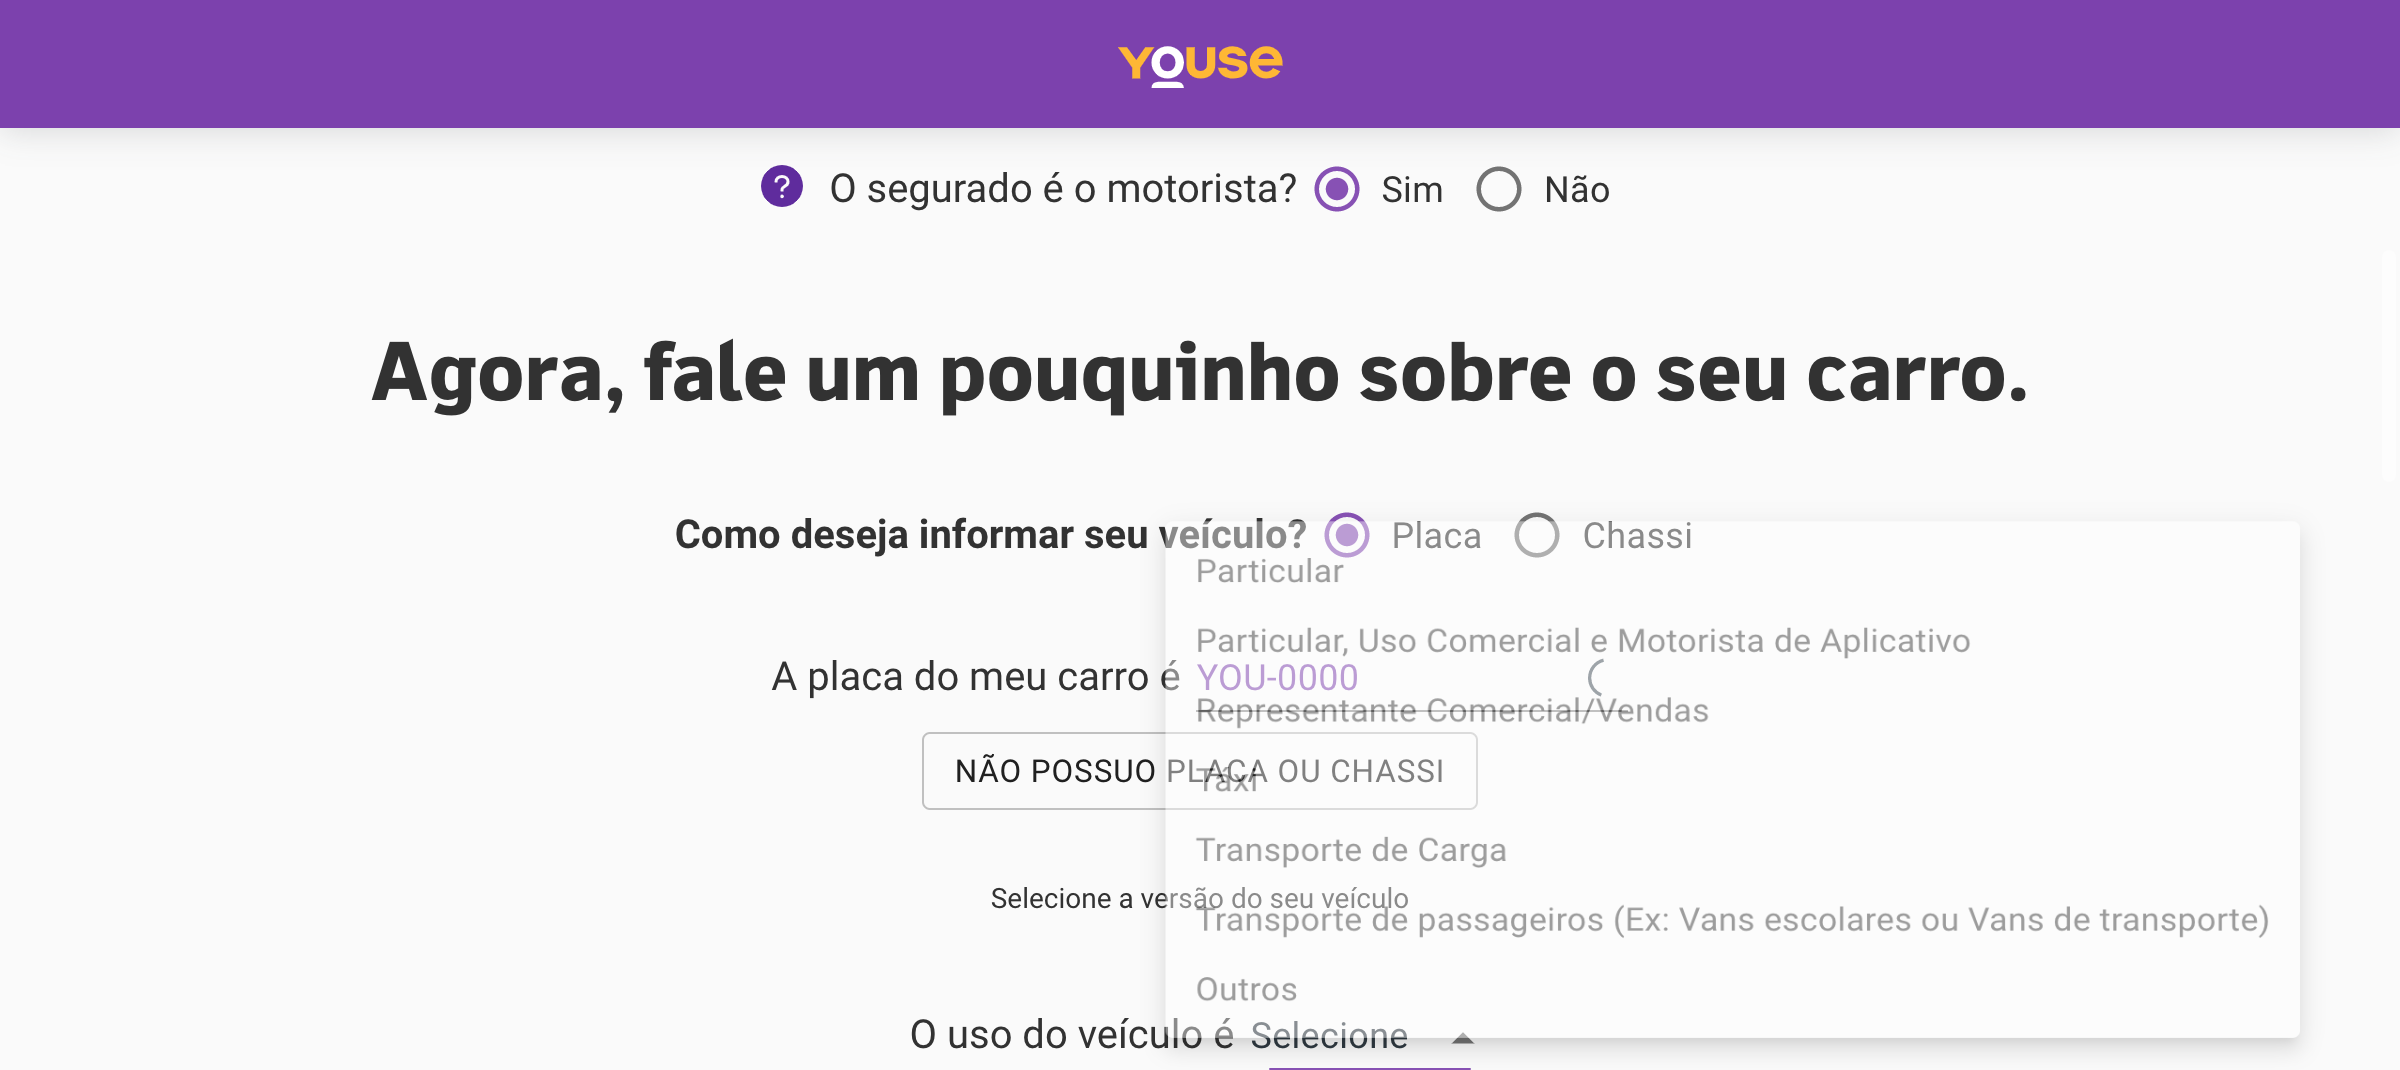 YOUSE
? O segurado é o motorista? Sim Não
Agora, fale um pouquinho sobre o seu carro.
Como deseja informar seu veículo? Placa Chassi
Particular
Particular, Uso Comercial e Motorista de Aplicativo
A placa do meu carro é YOU-0000
Representante Comercial/Vendas
NÃO POSSUO PLACA OU CHASSI
Táxi
Transporte de Carga
Selecione a versão do seu veículo
Transporte de passageiros (Ex: Vans escolares ou Vans de transporte)
Outros
O uso do veículo é Selecione